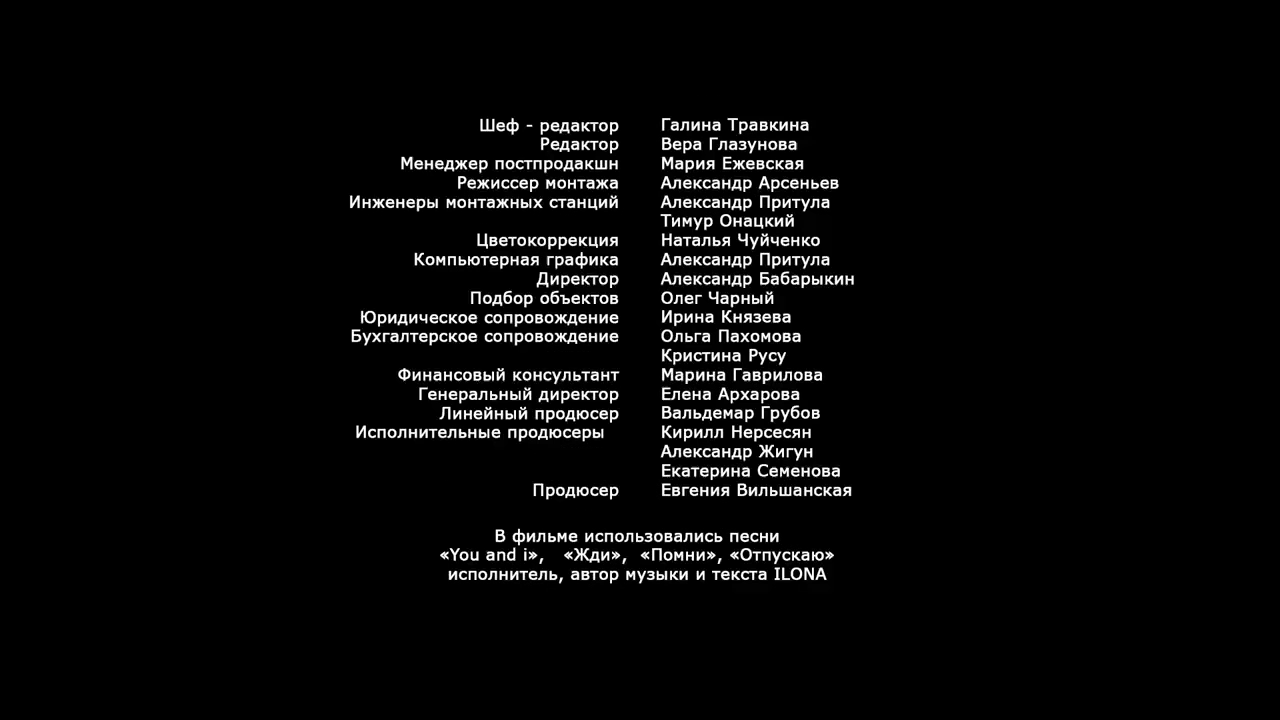 Шеф - редактор Галина Травкина
Редактор Вера Глазунова
Менеджер постпродакшн Мария Ежевская
Режиссер монтажа Александр Арсеньев
Инженеры монтажных станций Александр Притула
Тимур Онацкий
Цветокоррекция Наталья Чуйченко
Компьютерная графика Александр Притула
Директор Александр Бабарыкин
Подбор объектов Олег Чарный
Юридическое сопровождение Ирина Князева
Бухгалтерское сопровождение Ольга Пахомова
Кристина Русу
Финансовый консультант Марина Гаврилова
Генеральный директор Елена Архарова
Линейный продюсер Вальдемар Грубов
Исполнительные продюсеры Кирилл Нерсесян
Александр Жигун
Екатерина Семенова
Продюсер Евгения Вильшанская
В фильме использовались песни
«You and i», «Жди», «Помни», «Отпускаю»
исполнитель, автор музыки и текста ILONA